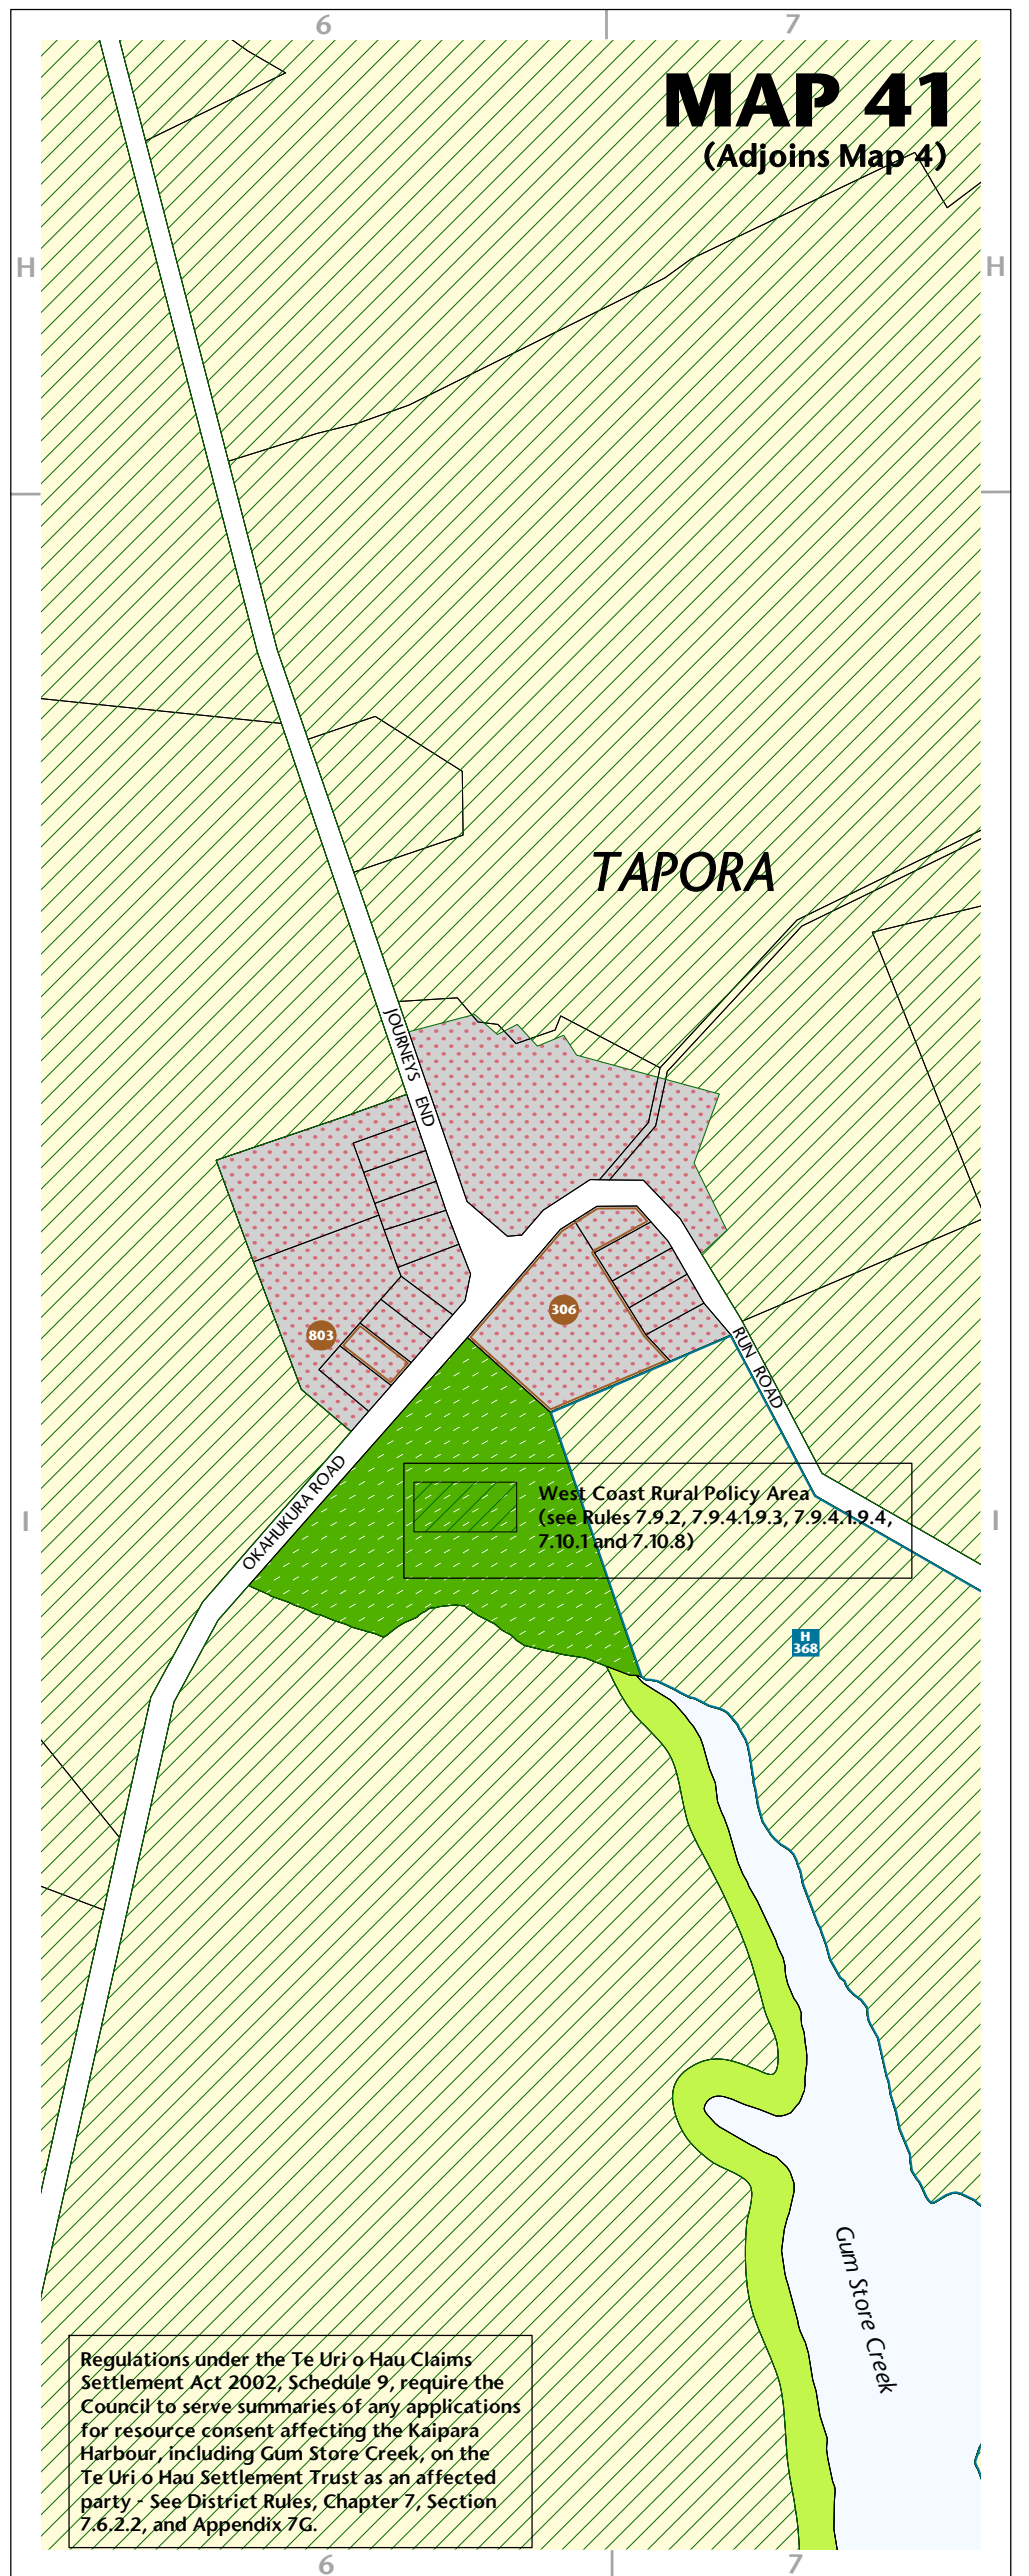 6
7
MAP 41
(Adjoins Map 4)
H
H
TAPORA
JOURNEYS END
306
803
RUN ROAD
OKAHUKURA ROAD
West Coast Rural Policy Area
(see Rules 7.9.2, 7.9.4.1.9.3, 7.9.4.1.9.4,
7.10.1 and 7.10.8)
I
I
H
368
Gum Store Creek
Regulations under the Te Uri o Hau Claims
Settlement Act 2002, Schedule 9, require the
Council to serve summaries of any applications
for resource consent affecting the Kaipara
Harbour, including Gum Store Creek, on the
Te Uri o Hau Settlement Trust as an affected
party - See District Rules, Chapter 7, Section
7.6.2.2, and Appendix 7G.
6
7